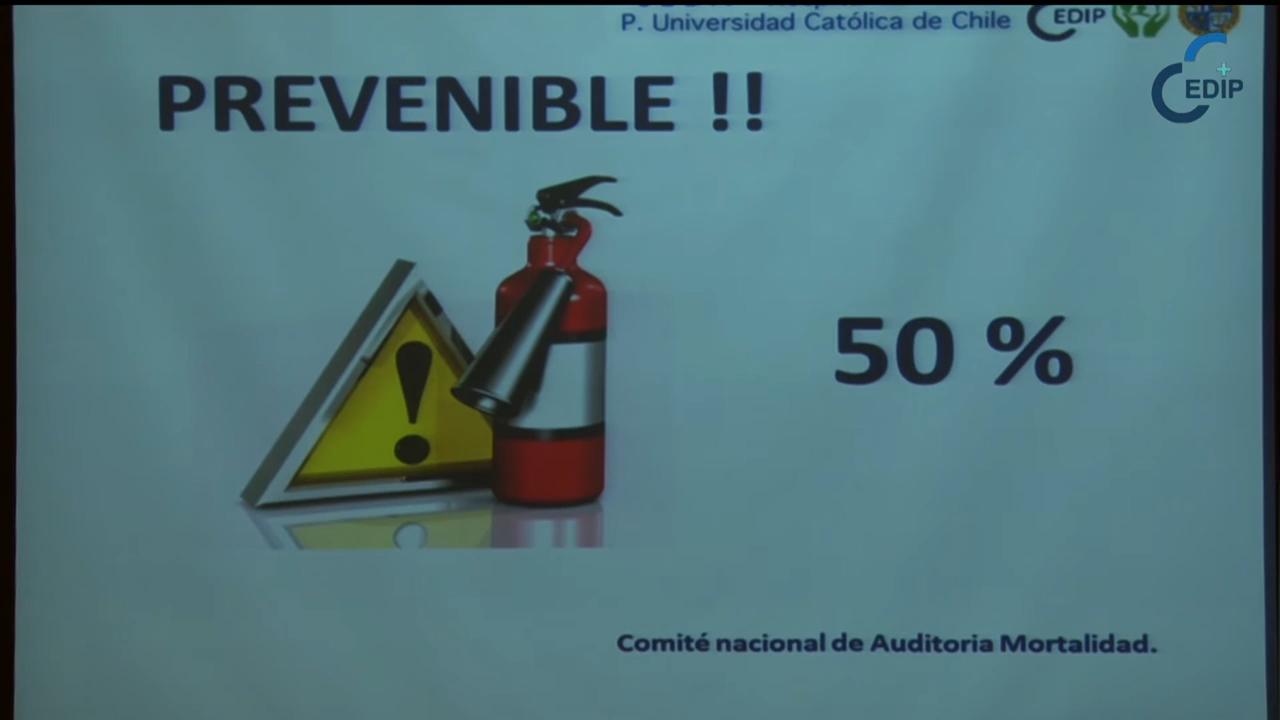 P. Universidad Católica de Chile
EDIP
EDIP
PREVENIBLE !!
50 %
Comité nacional de Auditoria Mortalidad.